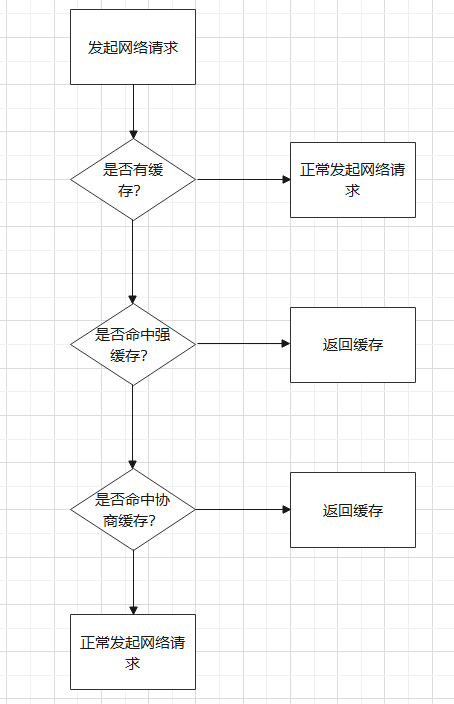 发起网络请求
是否有缓
存？
正常发起网络请
求
是否命中强
缓存？
返回缓存
是否命中协
商缓存？
返回缓存
正常发起网络请
求